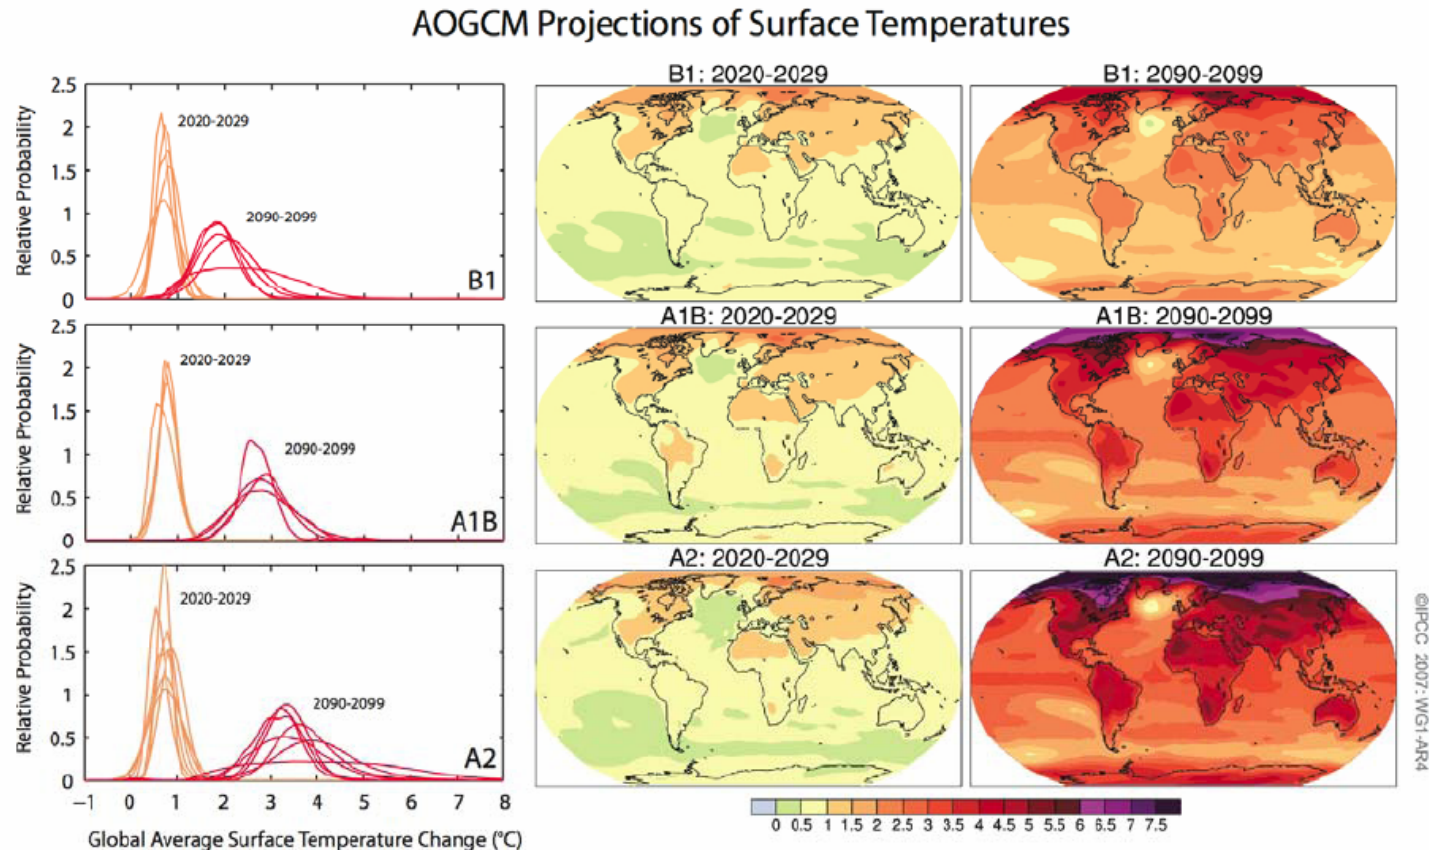 AOGCM Projections of Surface Temperatures
B1: 2020-2029
B1: 2090-2099
2.5
2
1.5
1
0.5
0
Relative Probability
2020-2029
2090-2099
B1
A1B: 2020-2029
A1B: 2090-2099
2.5
2
1.5
1
0.5
0
Relative Probability
2020-2029
2090-2099
A1B
A2: 2020-2029
A2: 2090-2099
2.5
2
1.5
1
0.5
0
Relative Probability
2020-2029
2090-2099
A2
−1 0 1 2 3 4 5 6 7 8
Global Average Surface Temperature Change (°C)
0 0.5 1 1.5 2 2.5 3 3.5 4 4.5 5 5.5 6 6.5 7 7.5
©IPCC 2007: WG1-AR4